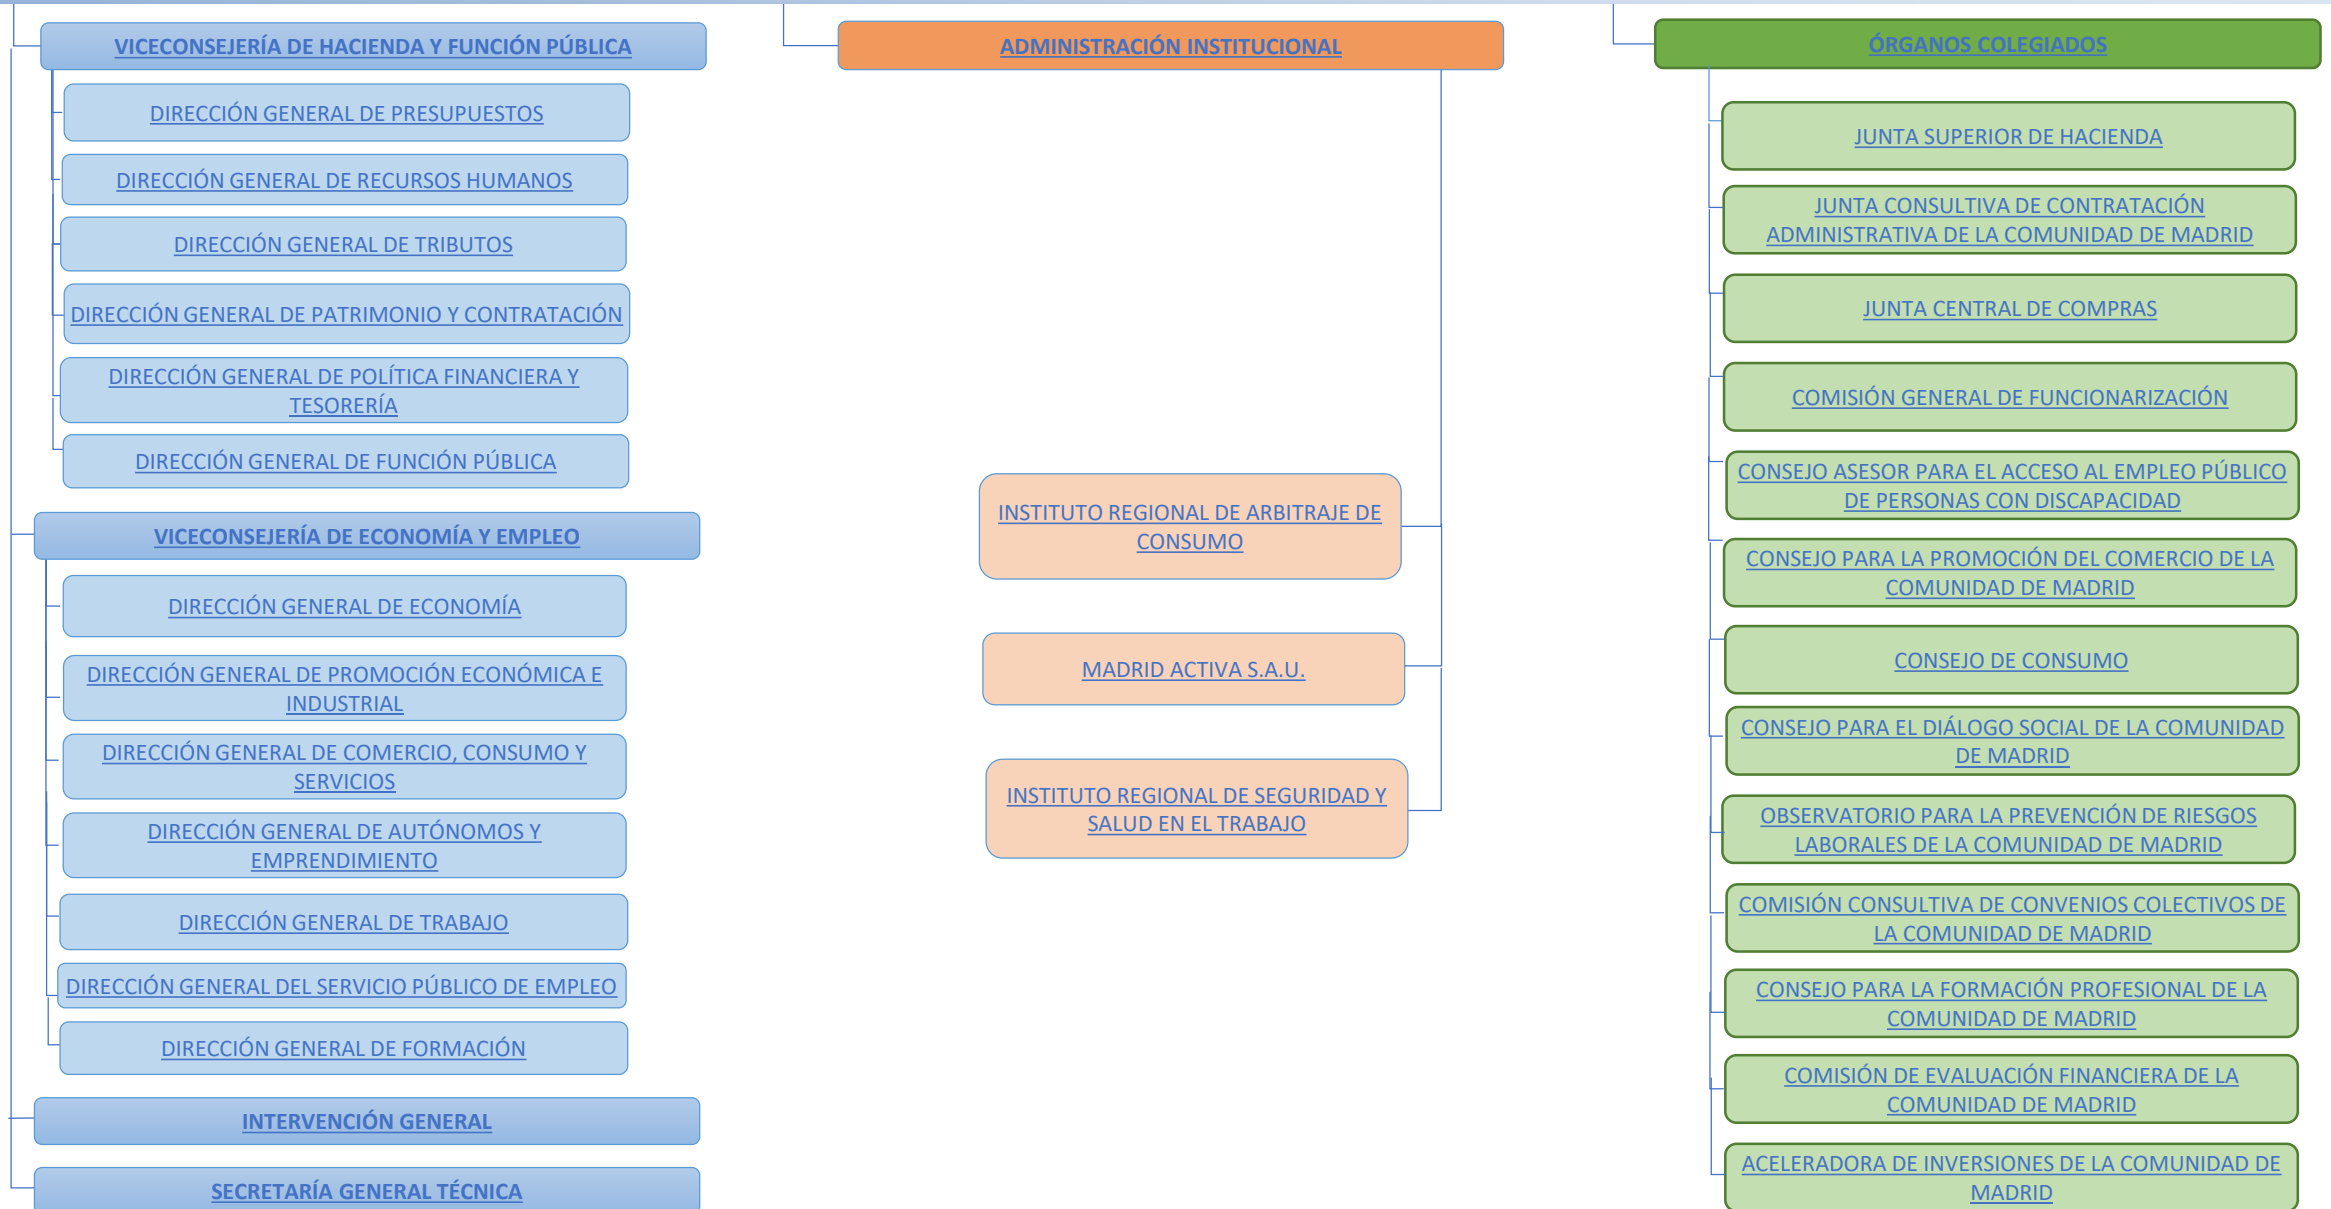 VICECONSEJERÍA DE HACIENDA Y FUNCIÓN PÚBLICA
DIRECCIÓN GENERAL DE PRESUPUESTOS
DIRECCIÓN GENERAL DE RECURSOS HUMANOS
DIRECCIÓN GENERAL DE TRIBUTOS
DIRECCIÓN GENERAL DE PATRIMONIO Y CONTRATACIÓN
DIRECCIÓN GENERAL DE POLÍTICA FINANCIERA Y
TESORERÍA
DIRECCIÓN GENERAL DE FUNCIÓN PÚBLICA
VICECONSEJERÍA DE ECONOMÍA Y EMPLEO
DIRECCIÓN GENERAL DE ECONOMÍA
DIRECCIÓN GENERAL DE PROMOCIÓN ECONÓMICA E
INDUSTRIAL
DIRECCIÓN GENERAL DE COMERCIO, CONSUMO Y
SERVICIOS
DIRECCIÓN GENERAL DE AUTÓNOMOS Y
EMPRENDIMIENTO
DIRECCIÓN GENERAL DE TRABAJO
DIRECCIÓN GENERAL DEL SERVICIO PÚBLICO DE EMPLEO
DIRECCIÓN GENERAL DE FORMACIÓN
INTERVENCIÓN GENERAL
SECRETARÍA GENERAL TÉCNICA
ADMINISTRACIÓN INSTITUCIONAL
INSTITUTO REGIONAL DE ARBITRAJE DE
CONSUMO
MADRID ACTIVA S.A.U.
INSTITUTO REGIONAL DE SEGURIDAD Y
SALUD EN EL TRABAJO
ÓRGANOS COLEGIADOS
JUNTA SUPERIOR DE HACIENDA
JUNTA CONSULTIVA DE CONTRATACIÓN
ADMINISTRATIVA DE LA COMUNIDAD DE MADRID
JUNTA CENTRAL DE COMPRAS
COMISIÓN GENERAL DE FUNCIONARIZACIÓN
CONSEJO ASESOR PARA EL ACCESO AL EMPLEO PÚBLICO
DE PERSONAS CON DISCAPACIDAD
CONSEJO PARA LA PROMOCIÓN DEL COMERCIO DE LA
COMUNIDAD DE MADRID
CONSEJO DE CONSUMO
CONSEJO PARA EL DIÁLOGO SOCIAL DE LA COMUNIDAD
DE MADRID
OBSERVATORIO PARA LA PREVENCIÓN DE RIESGOS
LABORALES DE LA COMUNIDAD DE MADRID
COMISIÓN CONSULTIVA DE CONVENIOS COLECTIVOS DE
LA COMUNIDAD DE MADRID
CONSEJO PARA LA FORMACIÓN PROFESIONAL DE LA
COMUNIDAD DE MADRID
COMISIÓN DE EVALUACIÓN FINANCIERA DE LA
COMUNIDAD DE MADRID
ACELERADORA DE INVERSIONES DE LA COMUNIDAD DE
MADRID